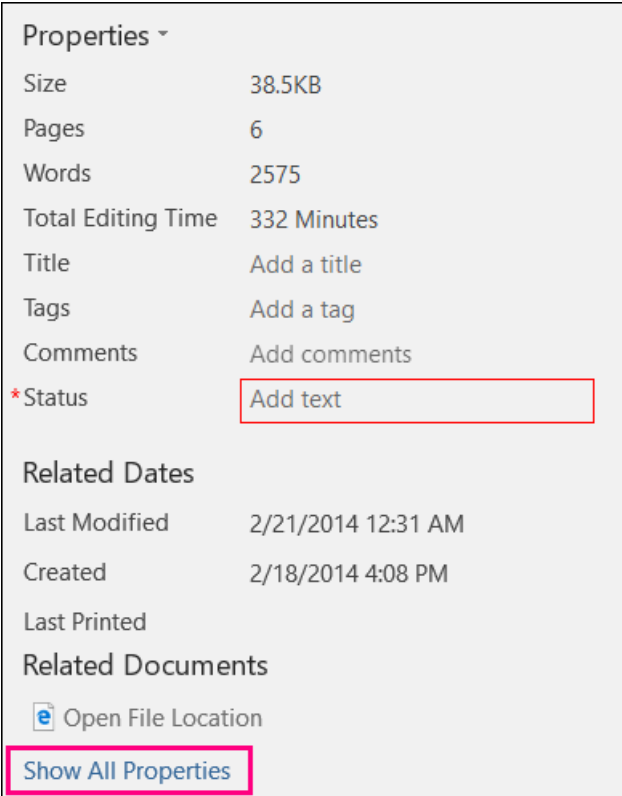 Properties
Size 38.5KB
Pages 6
Words 2575
Total Editing Time 332 Minutes
Title Add a title
Tags Add a tag
Comments Add comments
*Status Add text
Related Dates
Last Modified 2/21/2014 12:31 AM
Created 2/18/2014 4:08 PM
Last Printed
Related Documents
Open File Location
Show All Properties